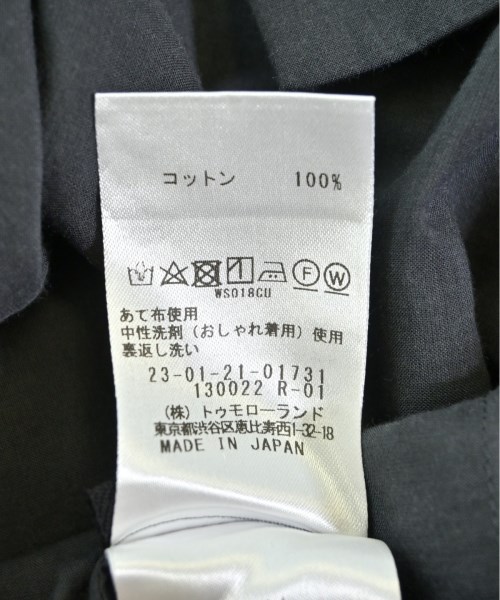 コットン 100%
F W
WS018CU
あて布使用
中性洗剤（おしゃれ着用）使用
裏返し洗い
23-01-21-01731
130022 R-01
（株）トゥモローランド
東京都渋谷区恵比寿西1-32-18
MADE IN JAPAN